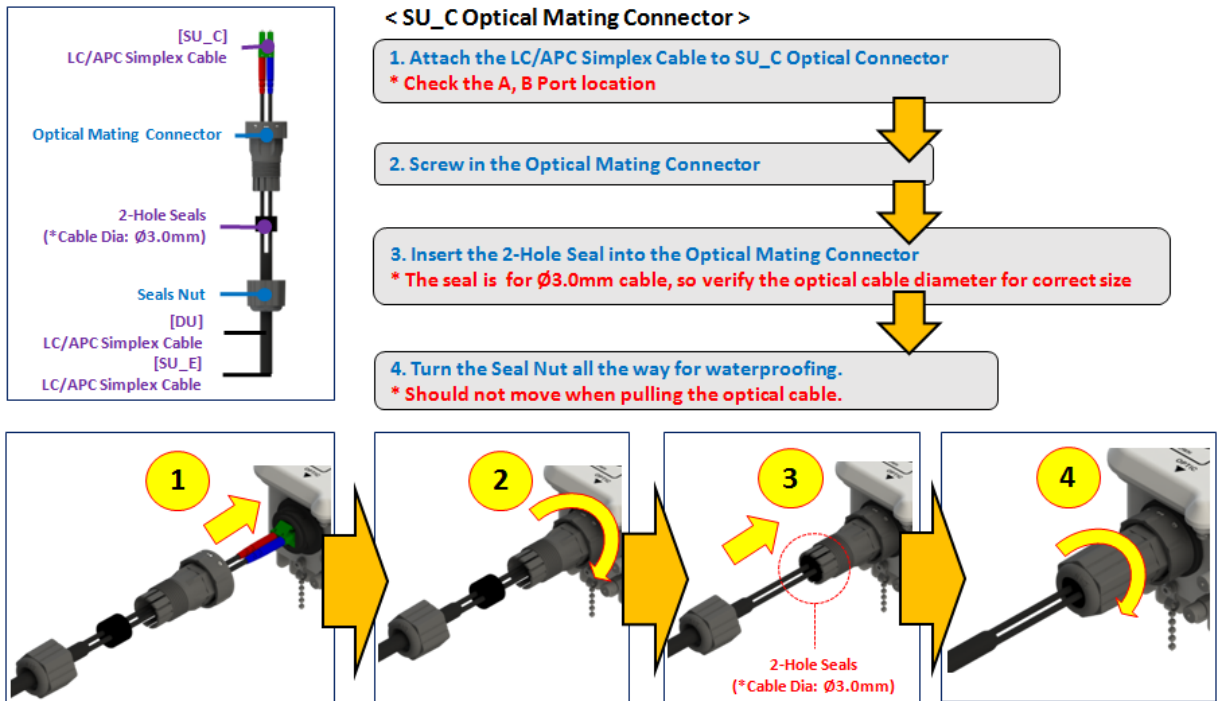 [SU_C]
LC/APC Simplex Cable
Optical Mating Connector
2-Hole Seals
(*Cable Dia: Ø3.0mm)
Seals Nut
[DU]
LC/APC Simplex Cable
[SU_E]
LC/APC Simplex Cable
< SU_C Optical Mating Connector >
1. Attach the LC/APC Simplex Cable to SU_C Optical Connector
* Check the A, B Port location
2. Screw in the Optical Mating Connector
3. Insert the 2-Hole Seal into the Optical Mating Connector
* The seal is for Ø3.0mm cable, so verify the optical cable diameter for correct size
4. Turn the Seal Nut all the way for waterproofing.
* Should not move when pulling the optical cable.
1
OPTIC
2
OPTIC
3
OPTIC
2-Hole Seals
(*Cable Dia: Ø3.0mm)
4
OPTIC